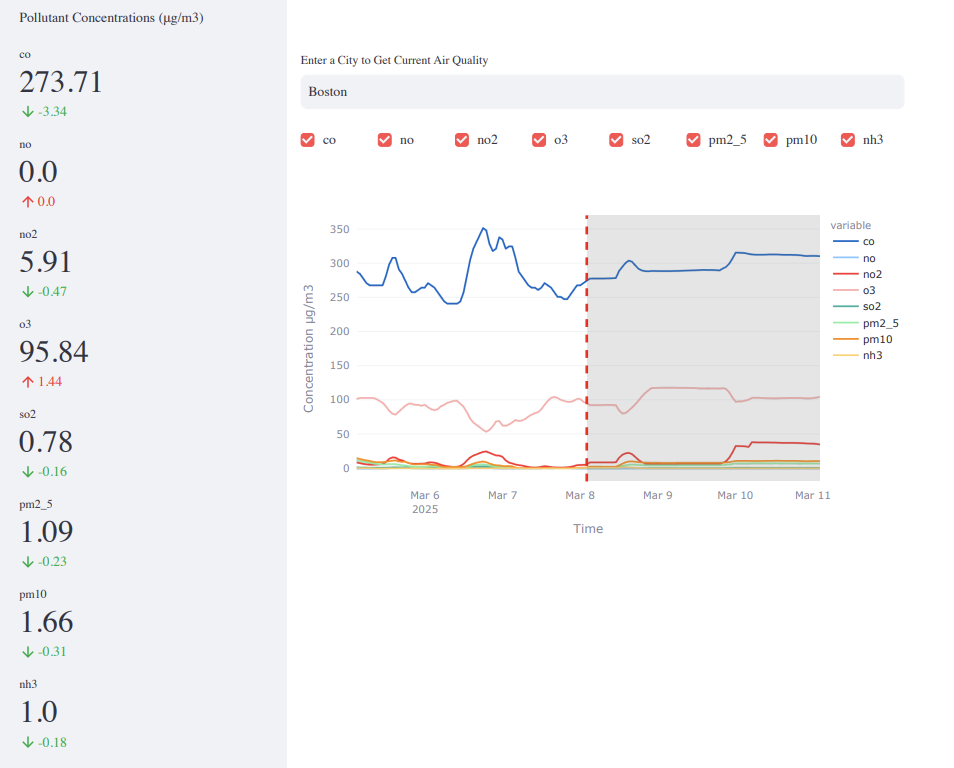 Pollutant Concentrations (μg/m3)
co
273.71
-3.34
no
0.0
0.0
no2
5.91
-0.47
o3
95.84
1.44
so2
0.78
-0.16
pm2_5
1.09
-0.23
pm10
1.66
-0.31
nh3
1.0
-0.18
Enter a City to Get Current Air Quality
Boston
co no no2 o3 so2 pm2_5 pm10 nh3
350
300
250
200
150
100
50
0
Concentration μg/m3
Mar 6 Mar 7 Mar 8 Mar 9 Mar 10 Mar 11
2025
Time
variable
co
no
no2
o3
so2
pm2_5
pm10
nh3